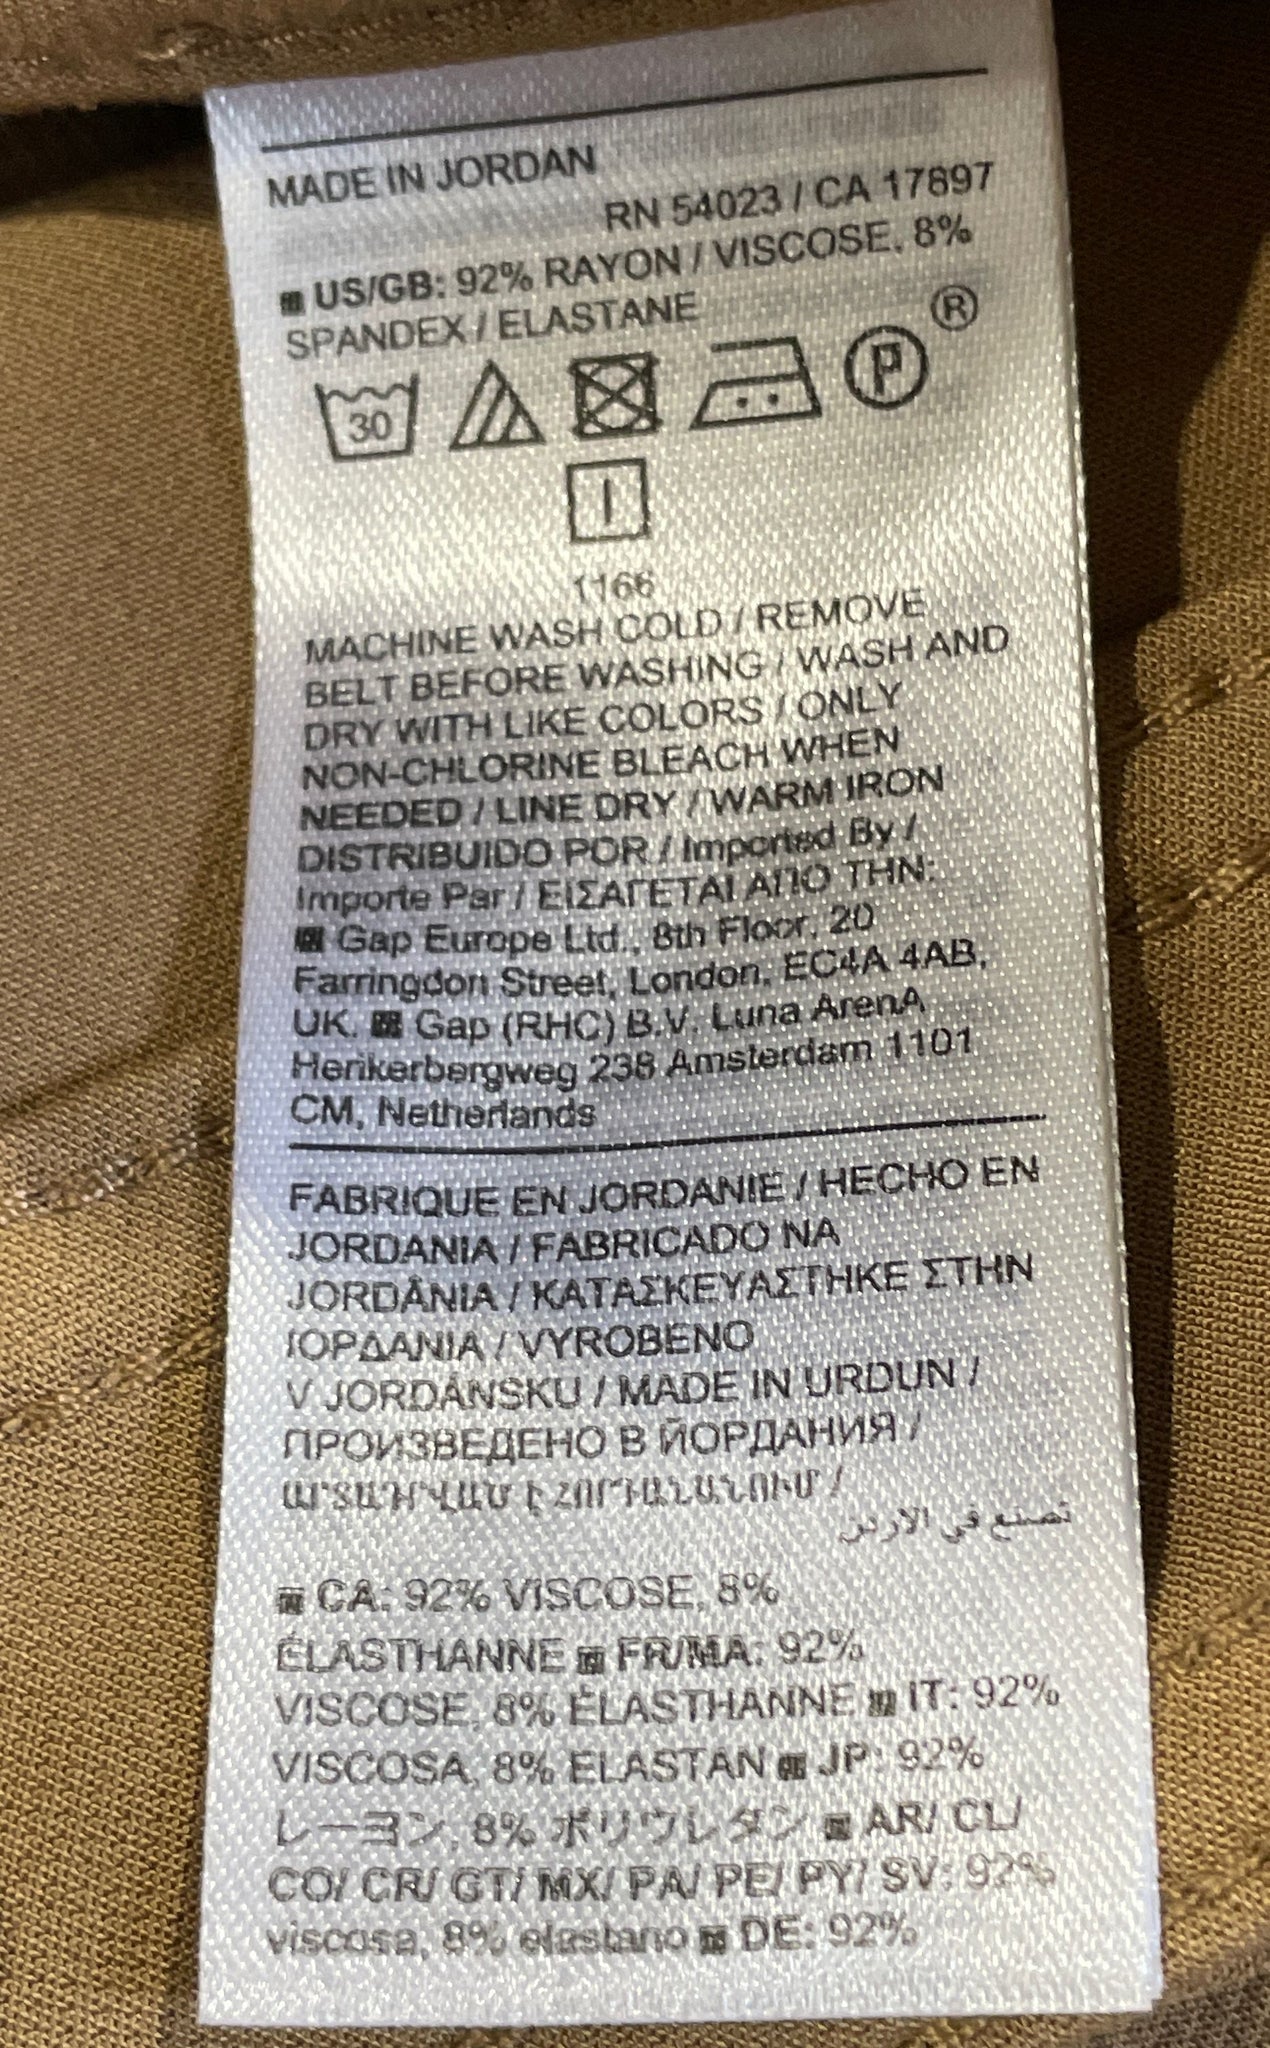 MADE IN JORDAN
RN 54023 / CA 17897
US/GB: 92% RAYON / VISCOSE, 8%
SPANDEX / ELASTANE
®
30
P
1166
MACHINE WASH COLD / REMOVE
BELT BEFORE WASHING / WASH AND
DRY WITH LIKE COLORS / ONLY
NON-CHLORINE BLEACH WHEN
NEEDED / LINE DRY / WARM IRON
DISTRIBUIDO POR / Imported By /
Importe Par / ΕΙΣΑΓΕΤΑΙ ΑΠΟ ΤΗΝ:
Gap Europe Ltd., 8th Floor, 20
Farringdon Street, London, EC4A 4AB,
UK. Gap (RHC) B.V. Luna ArenA
Herikerbergweg 238 Amsterdam 1101
CM, Netherlands
FABRIQUE EN JORDANIE / HECHO EN
JORDANIA / FABRICADO NA
JORDÂNIA / ΚΑΤΑΣΚΕΥΑΣΤΗΚΕ ΣΤΗΝ
ΙΟΡΔΑΝΙΑ / VYROBENO
V JORDÁNSKU / MADE IN URDUN /
ПРОИЗВЕДЕНО В ЙОРДАНИЯ /
ԱՐՏԱԴՐՎԱԾ Է ՀՈՐԴԱՆԱՆՈՒՄ /
تصنع في الاردن
CA: 92% VISCOSE, 8%
ÉLASTHANNE FR/MA: 92%
VISCOSE, 8% ÉLASTHANNE IT: 92%
VISCOSA, 8% ELASTAN JP: 92%
レーヨン, 8% ポリウレタン AR/ CL/
CO/ CR/ GT/ MX/ PA/ PE/ PY/ SV: 92%
viscosa, 8% elastano DE: 92%